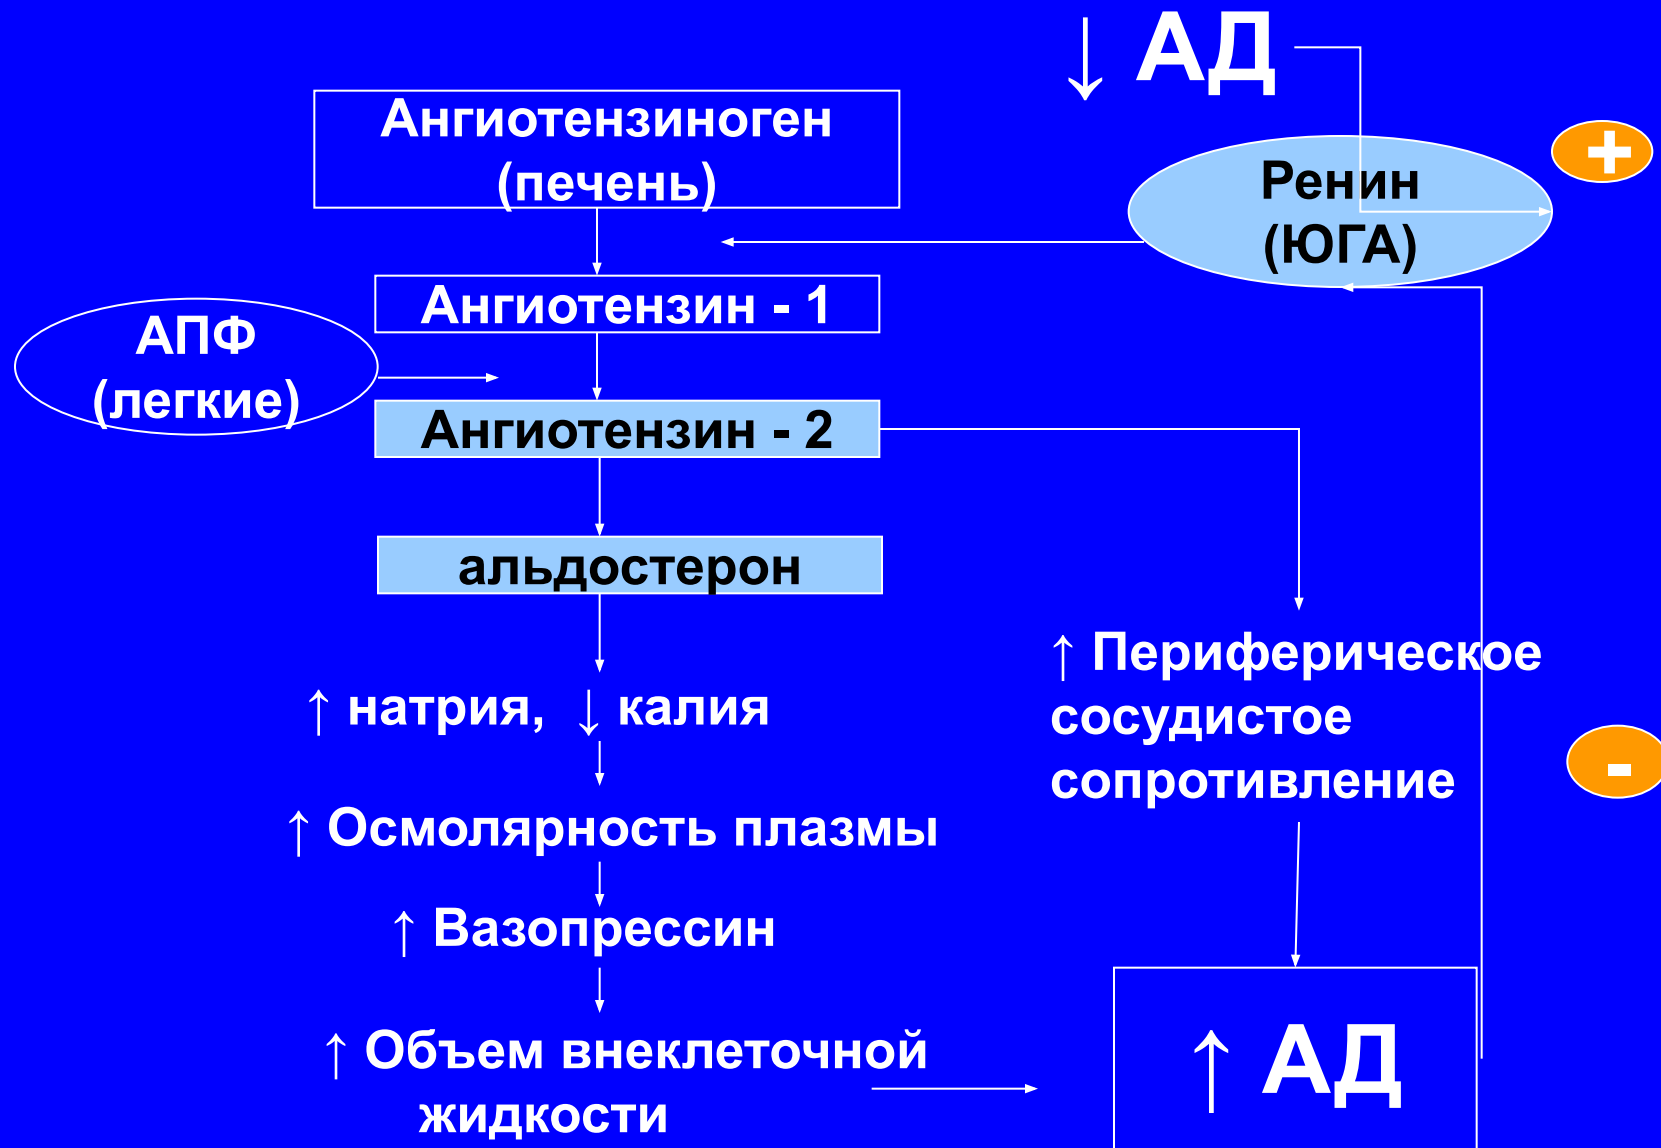 ↓ АД
Ангиотензиноген
(печень)
+
Ренин
(ЮГА)
Ангиотензин - 1
АПФ
(легкие)
Ангиотензин - 2
альдостерон
↑ натрия, ↓ калия
↑ Периферическое
сосудистое
сопротивление
-
↑ Осмолярность плазмы
↑ Вазопрессин
↑ Объем внеклеточной
жидкости
↑ АД